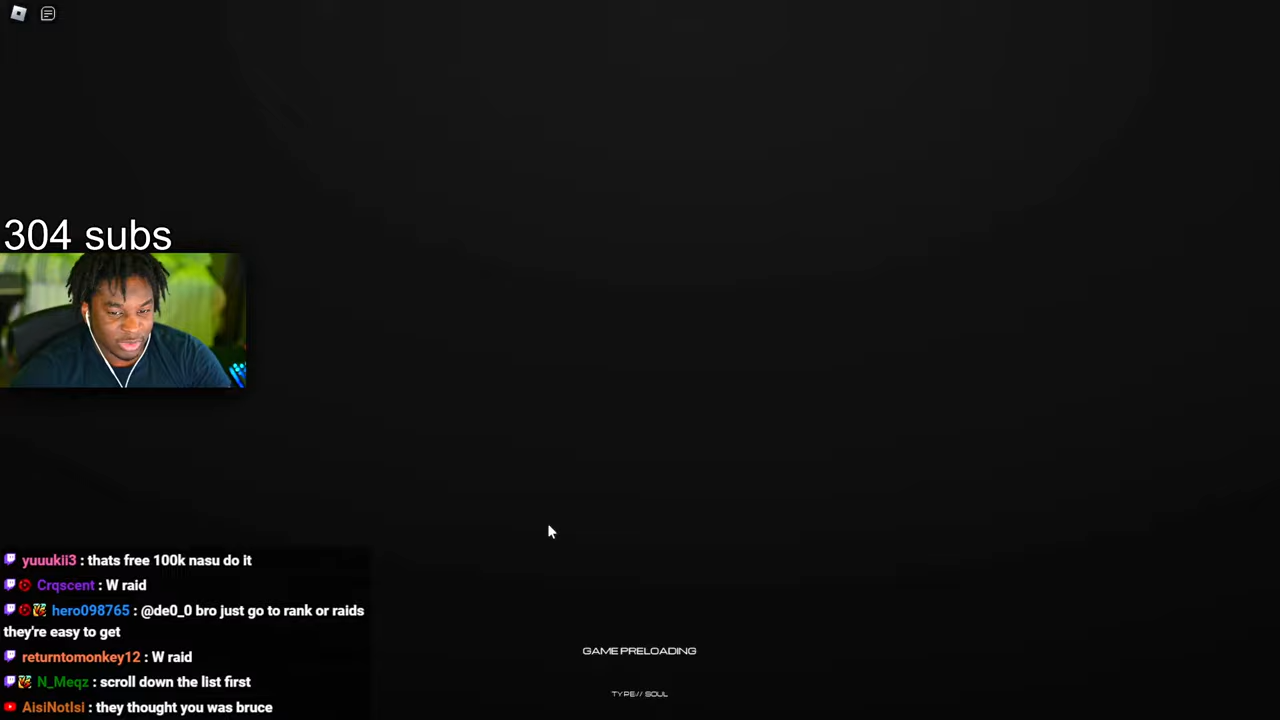 304 subs
yuuukii3 : thats free 100k nasu do it
Crqscent : W raid
hero098765 : @de0_0 bro just go to rank or raids
they're easy to get
returntomonkey12 : W raid
N_Meqz : scroll down the list first
AisiNotIsi : they thought you was bruce
GAME PRELOADING
TYPE// SOUL